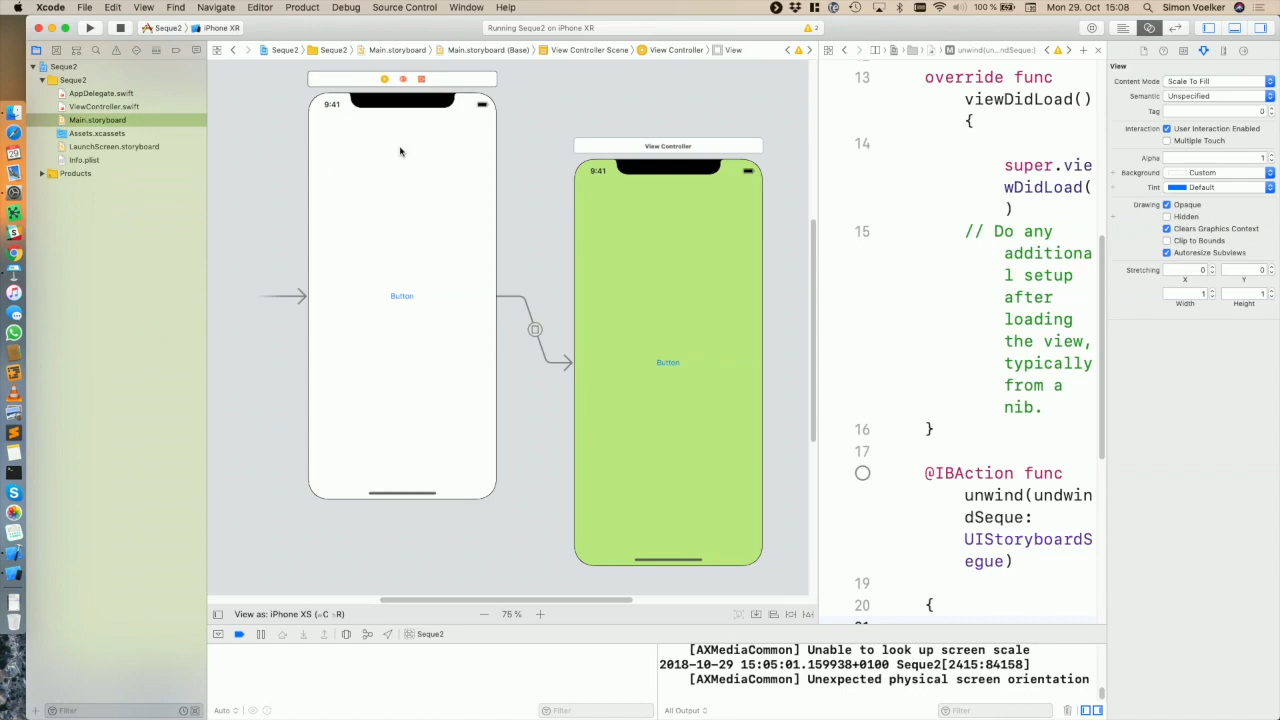 Xcode File Edit View Find Navigate Editor Product Debug Source Control Window Help
100 % Mon 29. Oct 15:08 Simon Voelker
Seque2 iPhone XR
Running Seque2 on iPhone XR
2
Seque2 Seque2 Main.storyboard Main.storyboard (Base) View Controller Scene View Controller View
unwind(un…ndSeque:)
Seque2
Seque2
AppDelegate.swift
ViewController.swift
Main.storyboard
Assets.xcassets
LaunchScreen.storyboard
Info.plist
Products
9:41
Button
View Controller
9:41
Button
13 override func
viewDidLoad()
{
14
super.vie
wDidLoad(
)
15 // Do any
additiona
l setup
after
loading
the view,
typically
from a
nib.
16 }
17
@IBAction func
unwind(undwin
dSeque:
UIStoryboardS
egue)
19
20 {
View
Content Mode Scale To Fill
Semantic Unspecified
Tag 0
Interaction User Interaction Enabled
Multiple Touch
Alpha 1
Background Custom
Tint Default
Drawing Opaque
Hidden
Clears Graphics Context
Clip to Bounds
Autoresize Subviews
Stretching 0 0
X Y
1 1
Width Height
View as: iPhone XS (wC hR)
75 %
Seque2
[AXMediaCommon] Unable to look up screen scale
2018-10-29 15:05:01.159938+0100 Seque2[2415:84158]
[AXMediaCommon] Unexpected physical screen orientation
Filter
Auto
Filter
All Output
Filter